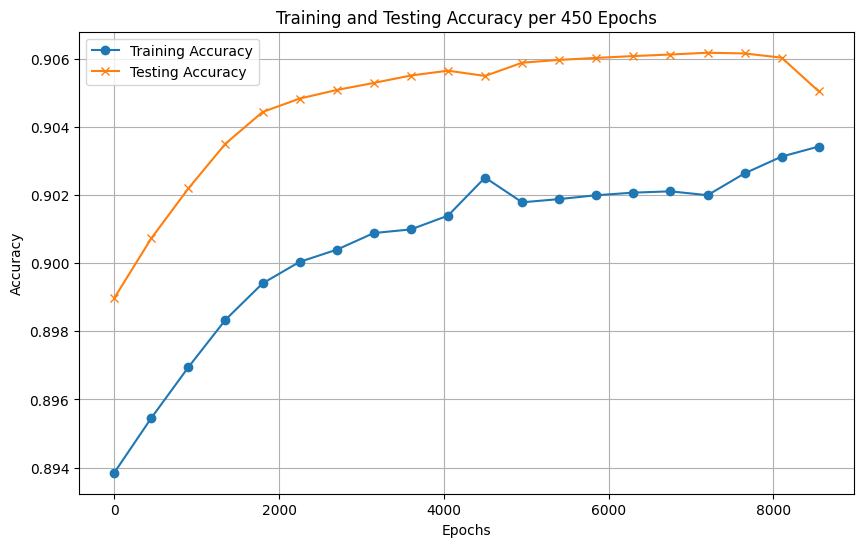 Training and Testing Accuracy per 450 Epochs
Training Accuracy
Testing Accuracy
0.906
0.904
0.902
0.900
0.898
0.896
0.894
Accuracy
0 2000 4000 6000 8000
Epochs